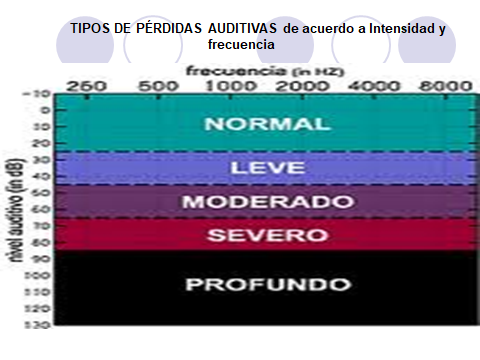 TIPOS DE PÉRDIDAS AUDITIVAS de acuerdo a Intensidad y
frecuencia
frecuencia (in HZ)
250 500 1000 2000 4000 8000
nivel auditivo (in dB)
-10
0
10
20
30
40
50
60
70
80
90
100
110
120
130
NORMAL
LEVE
MODERADO
SEVERO
PROFUNDO